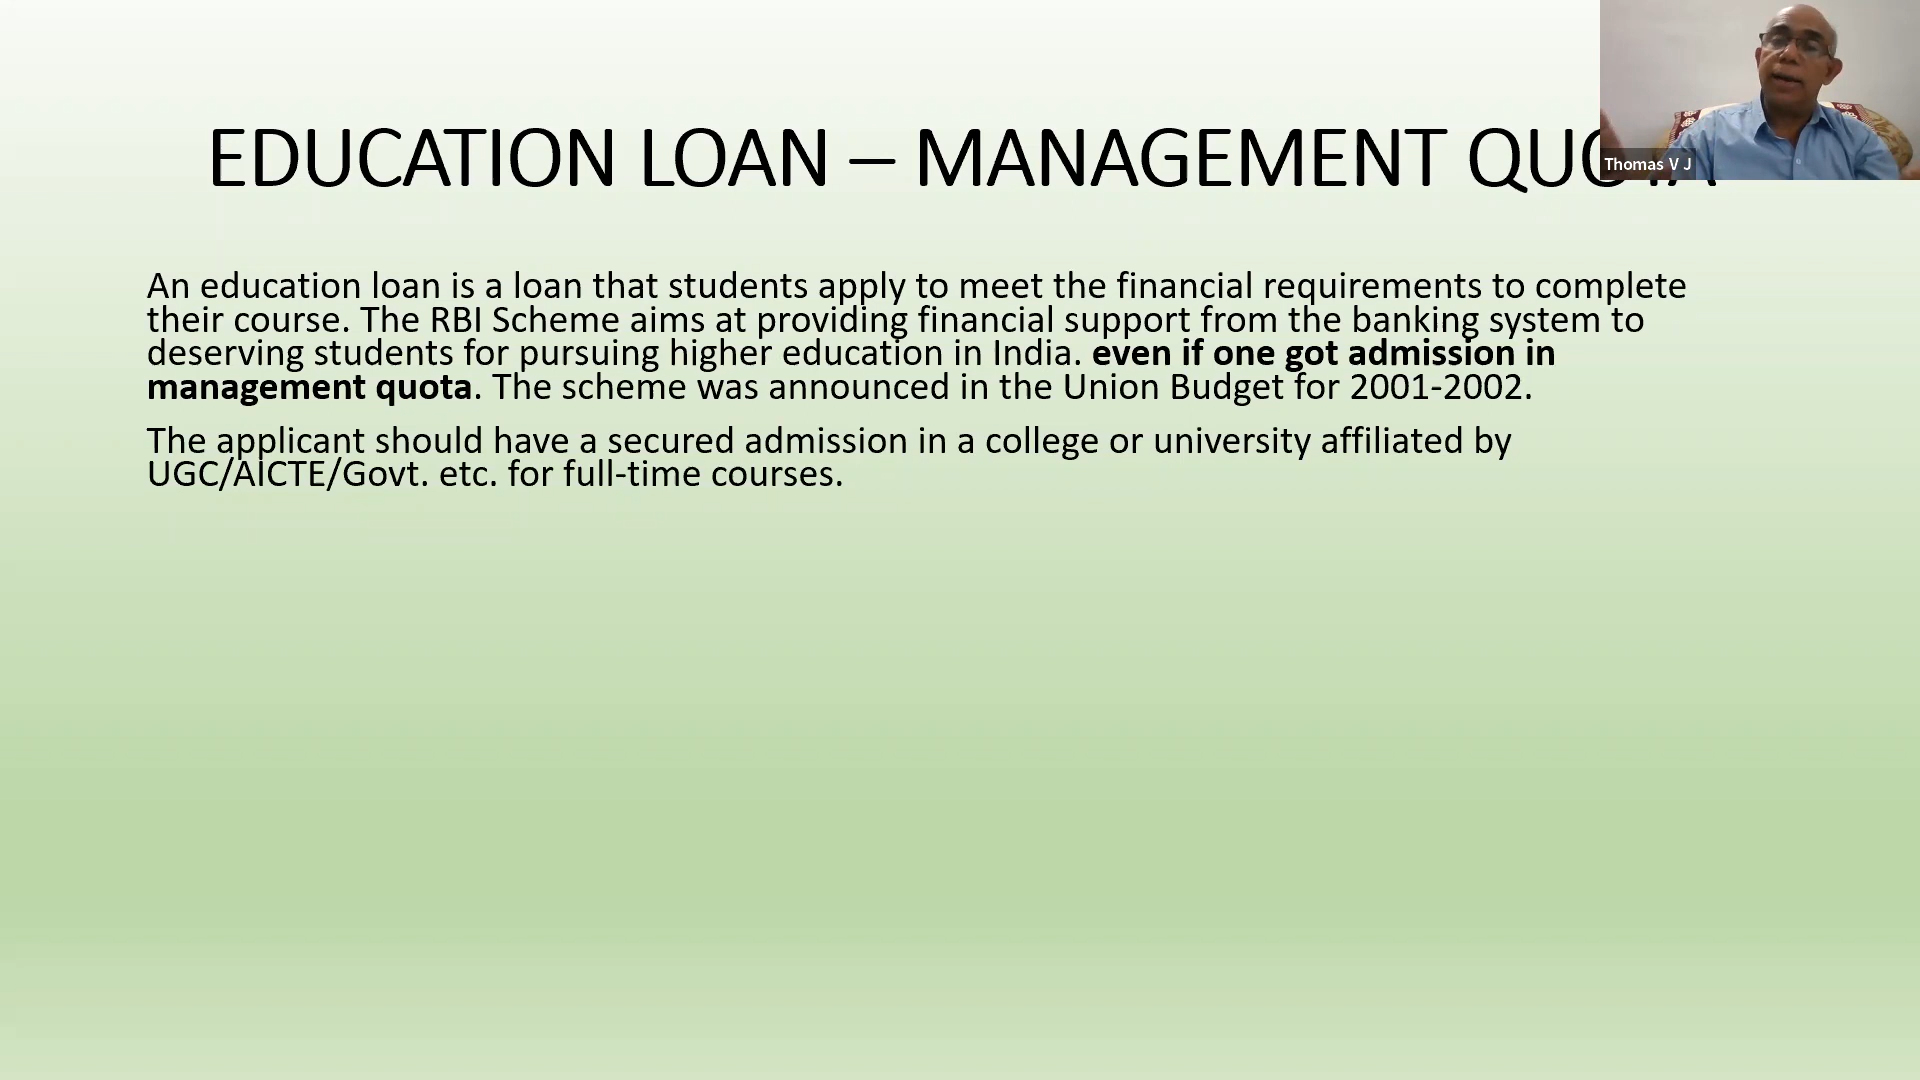 EDUCATION LOAN – MANAGEMENT QUOTA
Thomas V J
An education loan is a loan that students apply to meet the financial requirements to complete
their course. The RBI Scheme aims at providing financial support from the banking system to
deserving students for pursuing higher education in India. even if one got admission in
management quota. The scheme was announced in the Union Budget for 2001-2002.
The applicant should have a secured admission in a college or university affiliated by
UGC/AICTE/Govt. etc. for full-time courses.